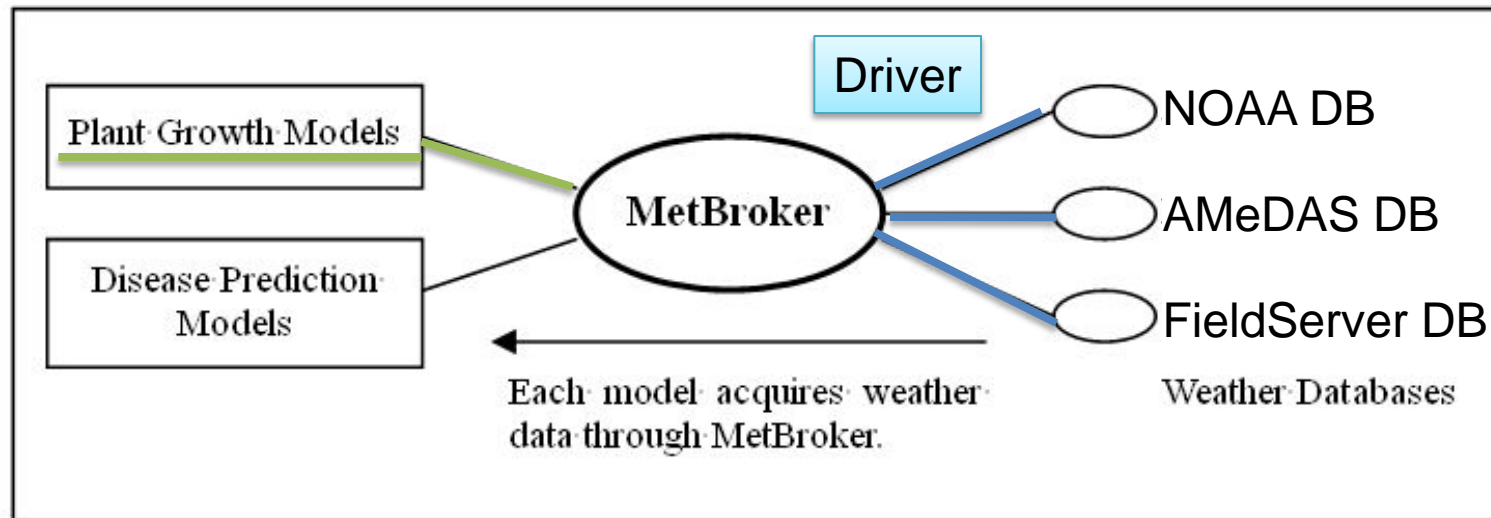 Driver
Plant Growth Models
NOAA DB
MetBroker
AMeDAS DB
Disease Prediction
Models
FieldServer DB
Each model acquires weather
data through MetBroker.
Weather Databases